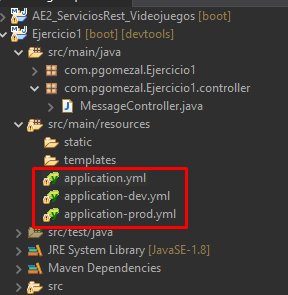 AE2_ServiciosRest_Videojuegos [boot]
Ejercicio1 [boot] [devtools]
src/main/java
com.pgomezal.Ejercicio1
com.pgomezal.Ejercicio1.controller
MessageController.java
src/main/resources
static
templates
application.yml
application-dev.yml
application-prod.yml
src/test/java
JRE System Library [JavaSE-1.8]
Maven Dependencies
src